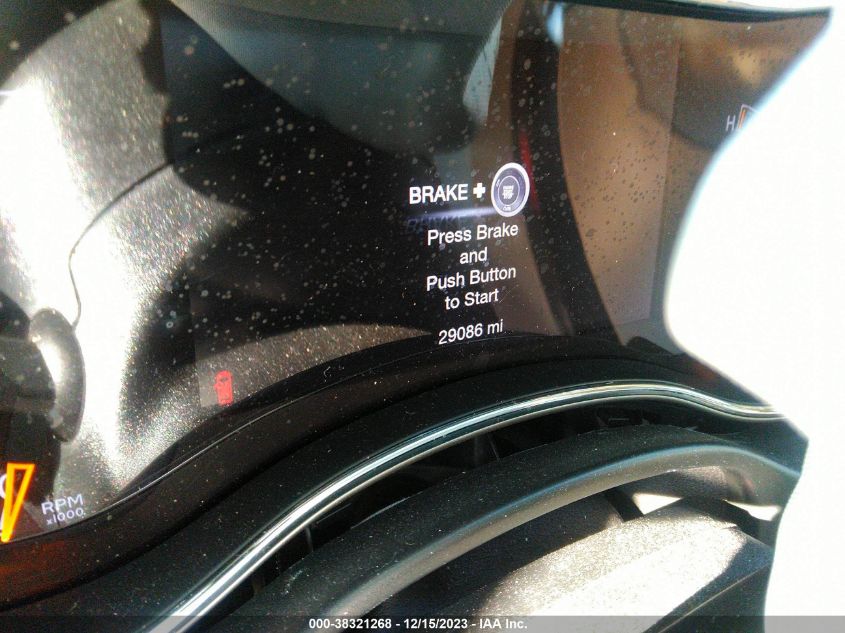 H
BRAKE +
Press Brake
and
Push Button
to Start
29086 mi
RPM
x1000
000-38321268 - 12/15/2023 - IAA Inc.